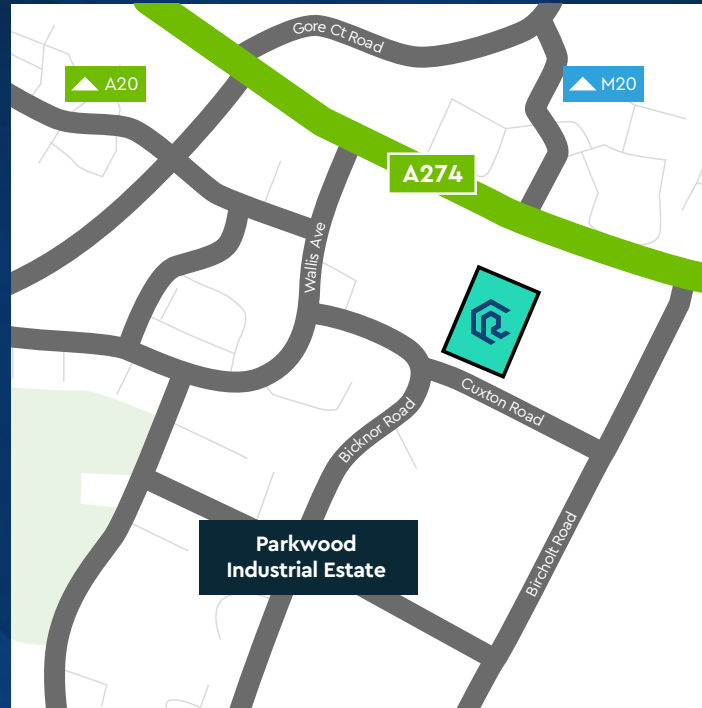 Gore Ct Road
A20
M20
A274
Wallis Ave
Cuxton Road
Bicknor Road
Bircholt Road
Parkwood
Industrial Estate